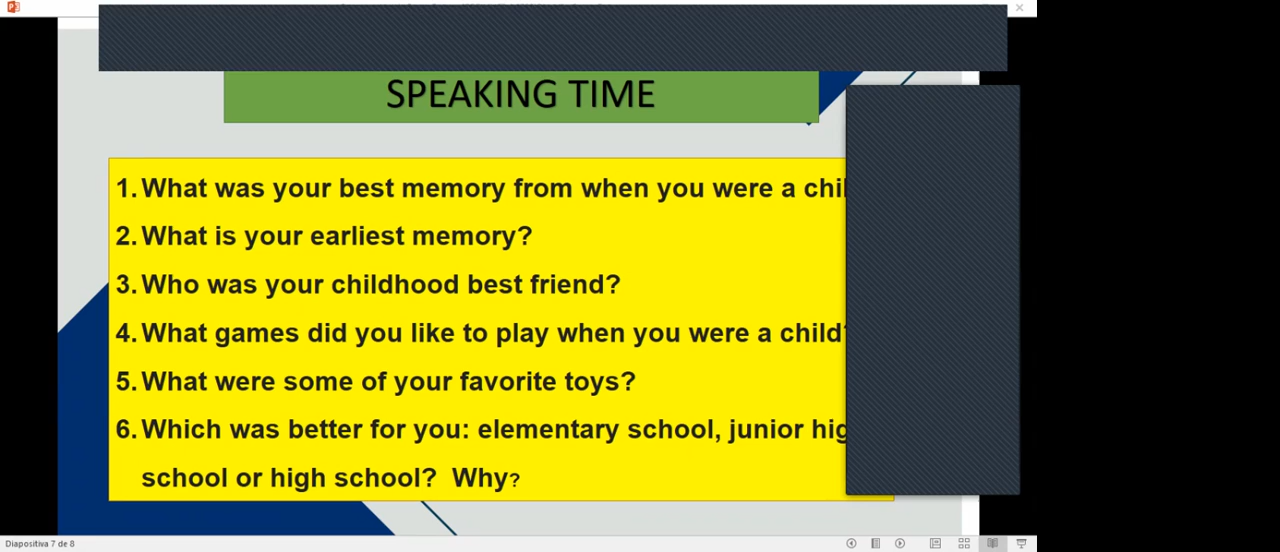 SPEAKING TIME
1. What was your best memory from when you were a
2. What is your earliest memory?
3. Who was your childhood best friend?
4. What games did you like to play when you were a child?
5. What were some of your favorite toys?
6. Which was better for you: elementary school, junior
school or high school?  Why?
Diapositiva 7 de 8